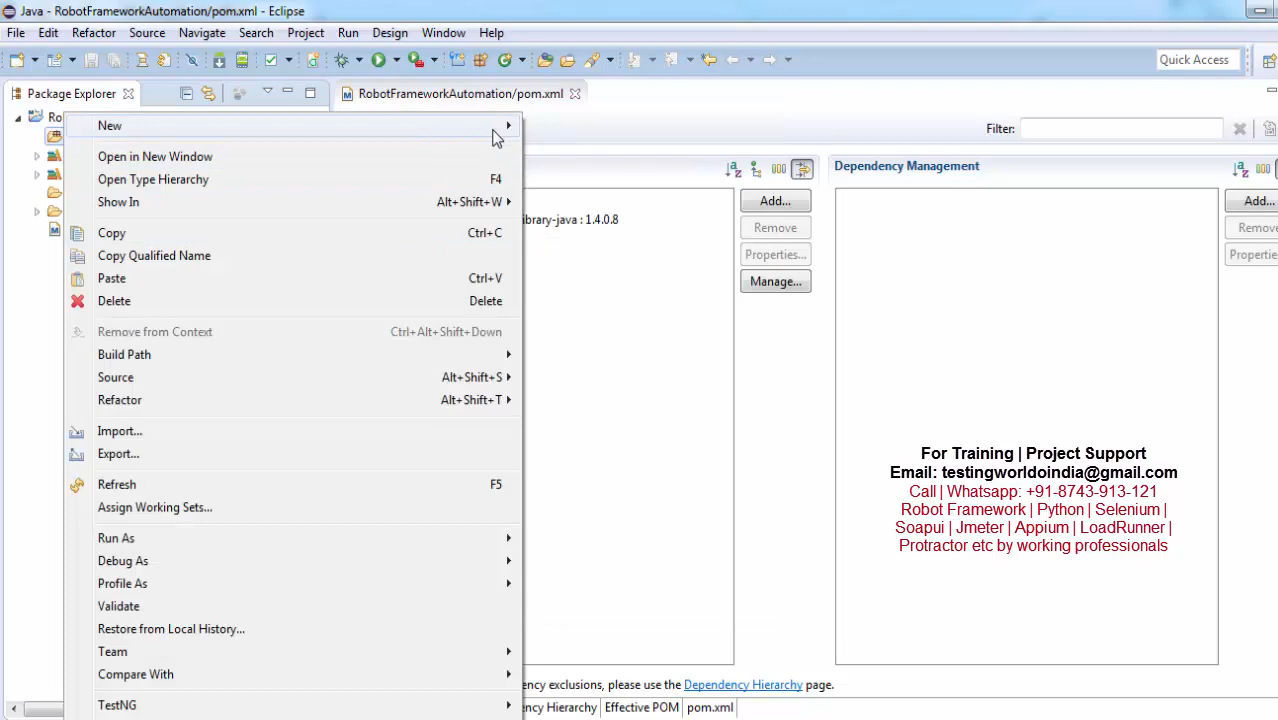 Java - RobotFrameworkAutomation/pom.xml - Eclipse
File Edit Refactor Source Navigate Search Project Run Design Window Help
Quick Access
Package Explorer
RobotFrameworkAutomation/pom.xml
Ro
Filter:
New
Open in New Window
Open Type Hierarchy F4
Show In Alt+Shift+W
Copy Ctrl+C
Copy Qualified Name
Paste Ctrl+V
Delete Delete
Remove from Context Ctrl+Alt+Shift+Down
Build Path
Source Alt+Shift+S
Refactor Alt+Shift+T
Import...
Export...
Refresh F5
Assign Working Sets...
Run As
Debug As
Profile As
Validate
Restore from Local History...
Team
Compare With
TestNG
ibrary-java : 1.4.0.8
Add...
Remove
Properties...
Manage...
Dependency Management
Add...
Remov
Propertie
For Training | Project Support
Email: testingworldoindia@gmail.com
Call | Whatsapp: +91-8743-913-121
Robot Framework | Python | Selenium |
Soapui | Jmeter | Appium | LoadRunner |
Protractor etc by working professionals
ency exclusions, please use the Dependency Hierarchy page.
ency Hierarchy Effective POM pom.xml